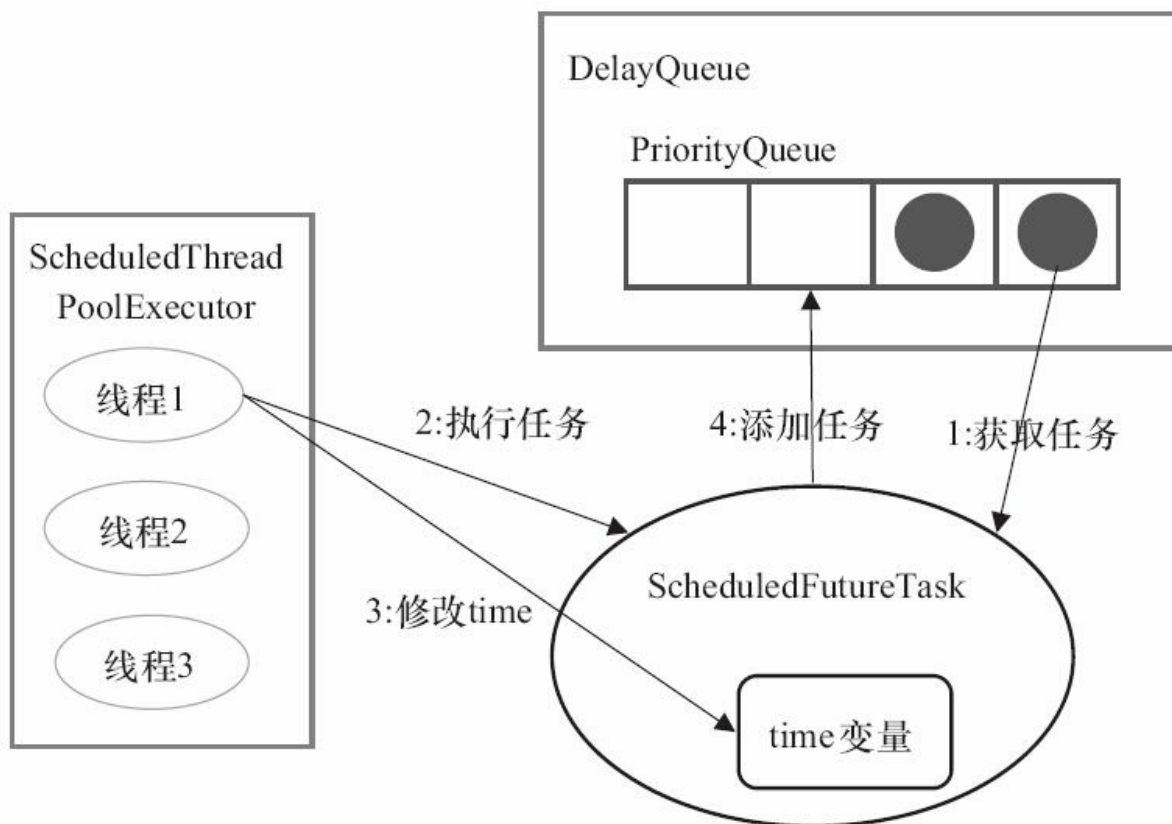 DelayQueue
PriorityQueue
ScheduledThread
PoolExecutor
线程1
线程2
线程3
2:执行任务
4:添加任务
1:获取任务
3:修改time
ScheduledFutureTask
time变量